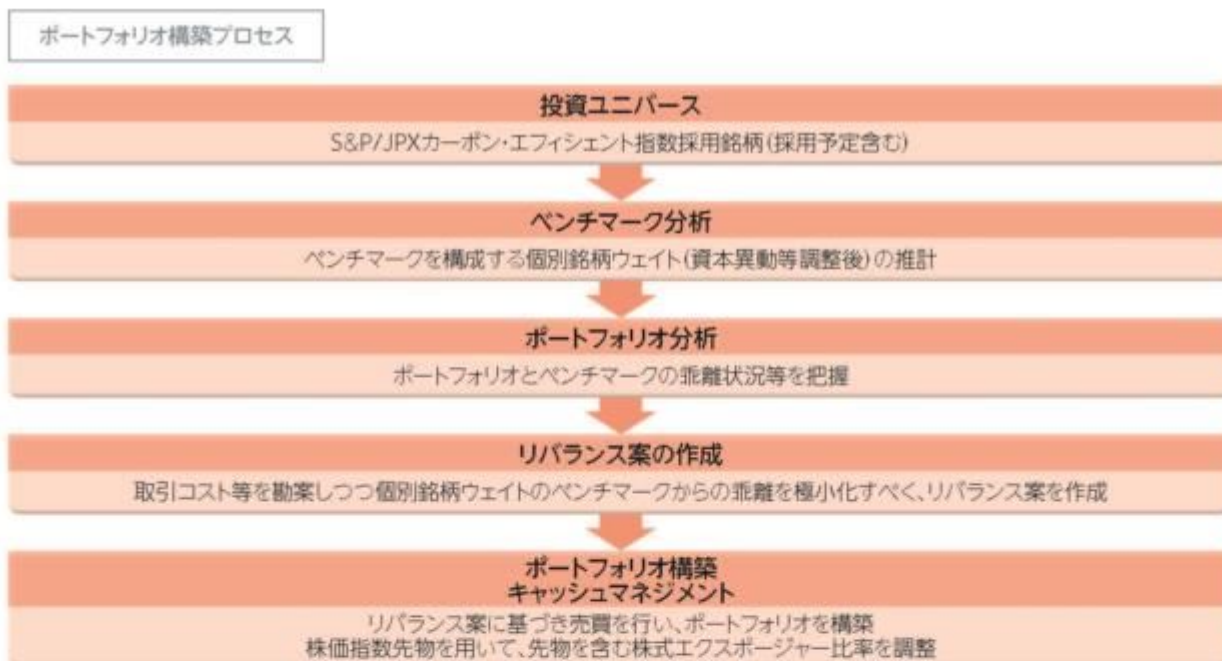 ポートフォリオ構築プロセス
投資ユニバース
S&P/JPXカーボン・エフィシェント指数採用銘柄(採用予定含む)
ベンチマーク分析
ベンチマークを構成する個別銘柄ウェイト(資本異動等調整後)の推計
ポートフォリオ分析
ポートフォリオとベンチマークの乖離状況等を把握
リバランス案の作成
取引コスト等を勘案しつつ個別銘柄ウェイトのベンチマークからの乖離を極小化すべく、リバランス案を作成
ポートフォリオ構築
キャッシュマネジメント
リバランス案に基づき売買を行い、ポートフォリオを構築
株価指数先物を用いて、先物を含む株式エクスポージャー比率を調整